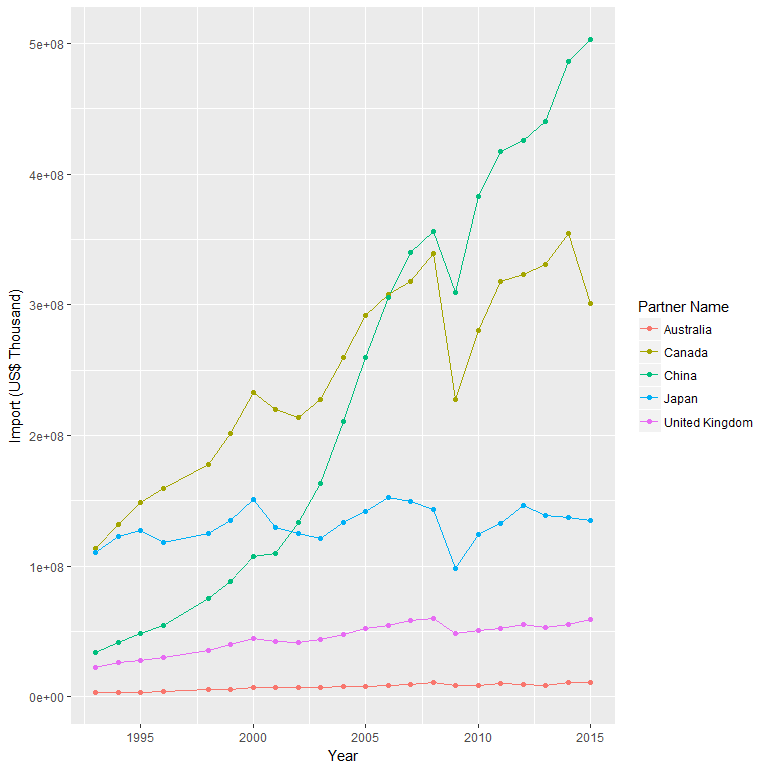 5e+08
4e+08
3e+08
2e+08
1e+08
0e+00
Import (US$ Thousand)
1995 2000 2005 2010 2015
Year
Partner Name
Australia
Canada
China
Japan
United Kingdom